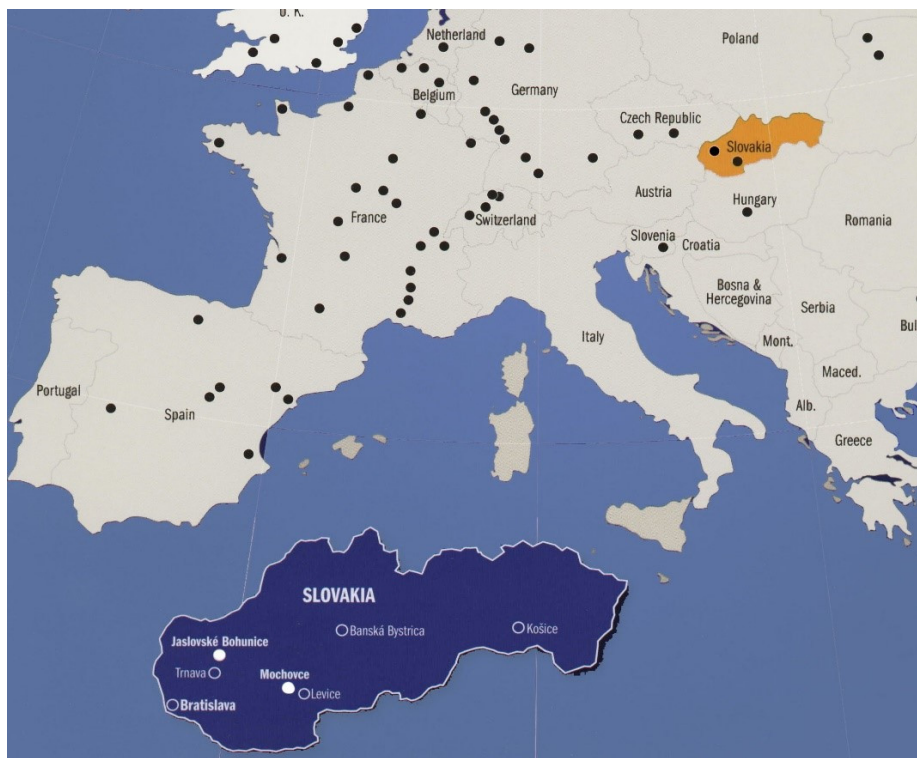 U. K.
Netherland
Poland
Belgium
Germany
Czech Republic
Slovakia
Austria
Hungary
France
Switzerland
Romania
Slovenia
Croatia
Bosna &
Hercegovina
Serbia
Bul
Italy
Mont.
Maced.
Portugal
Spain
Alb.
Greece
SLOVAKIA
Banská Bystrica
Košice
Jaslovské Bohunice
Trnava
Mochovce
Levice
Bratislava